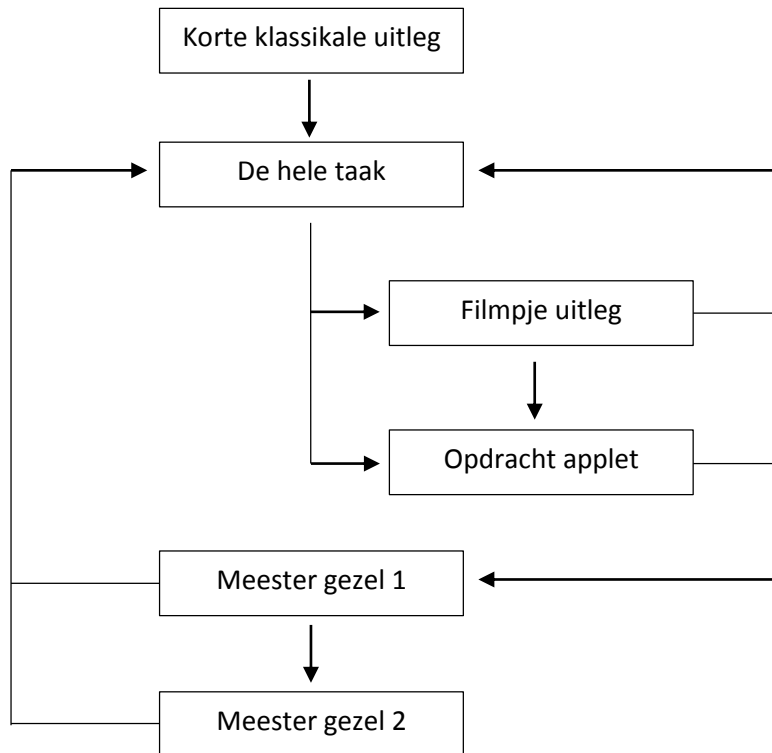 Korte klassikale uitleg
De hele taak
Filmpje uitleg
Opdracht applet
Meester gezel 1
Meester gezel 2